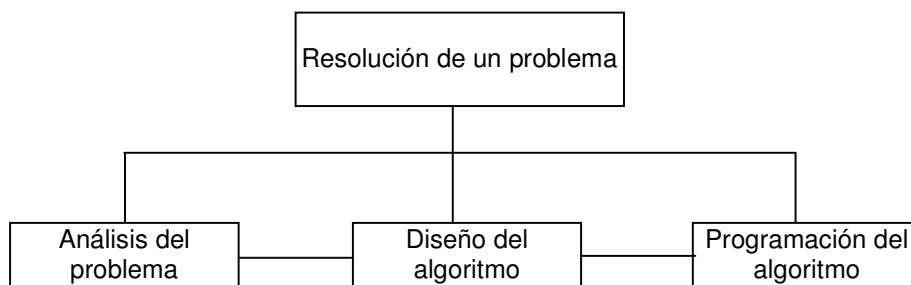 Resolución de un problema
Análisis del
problema
Diseño del
algoritmo
Programación del
algoritmo